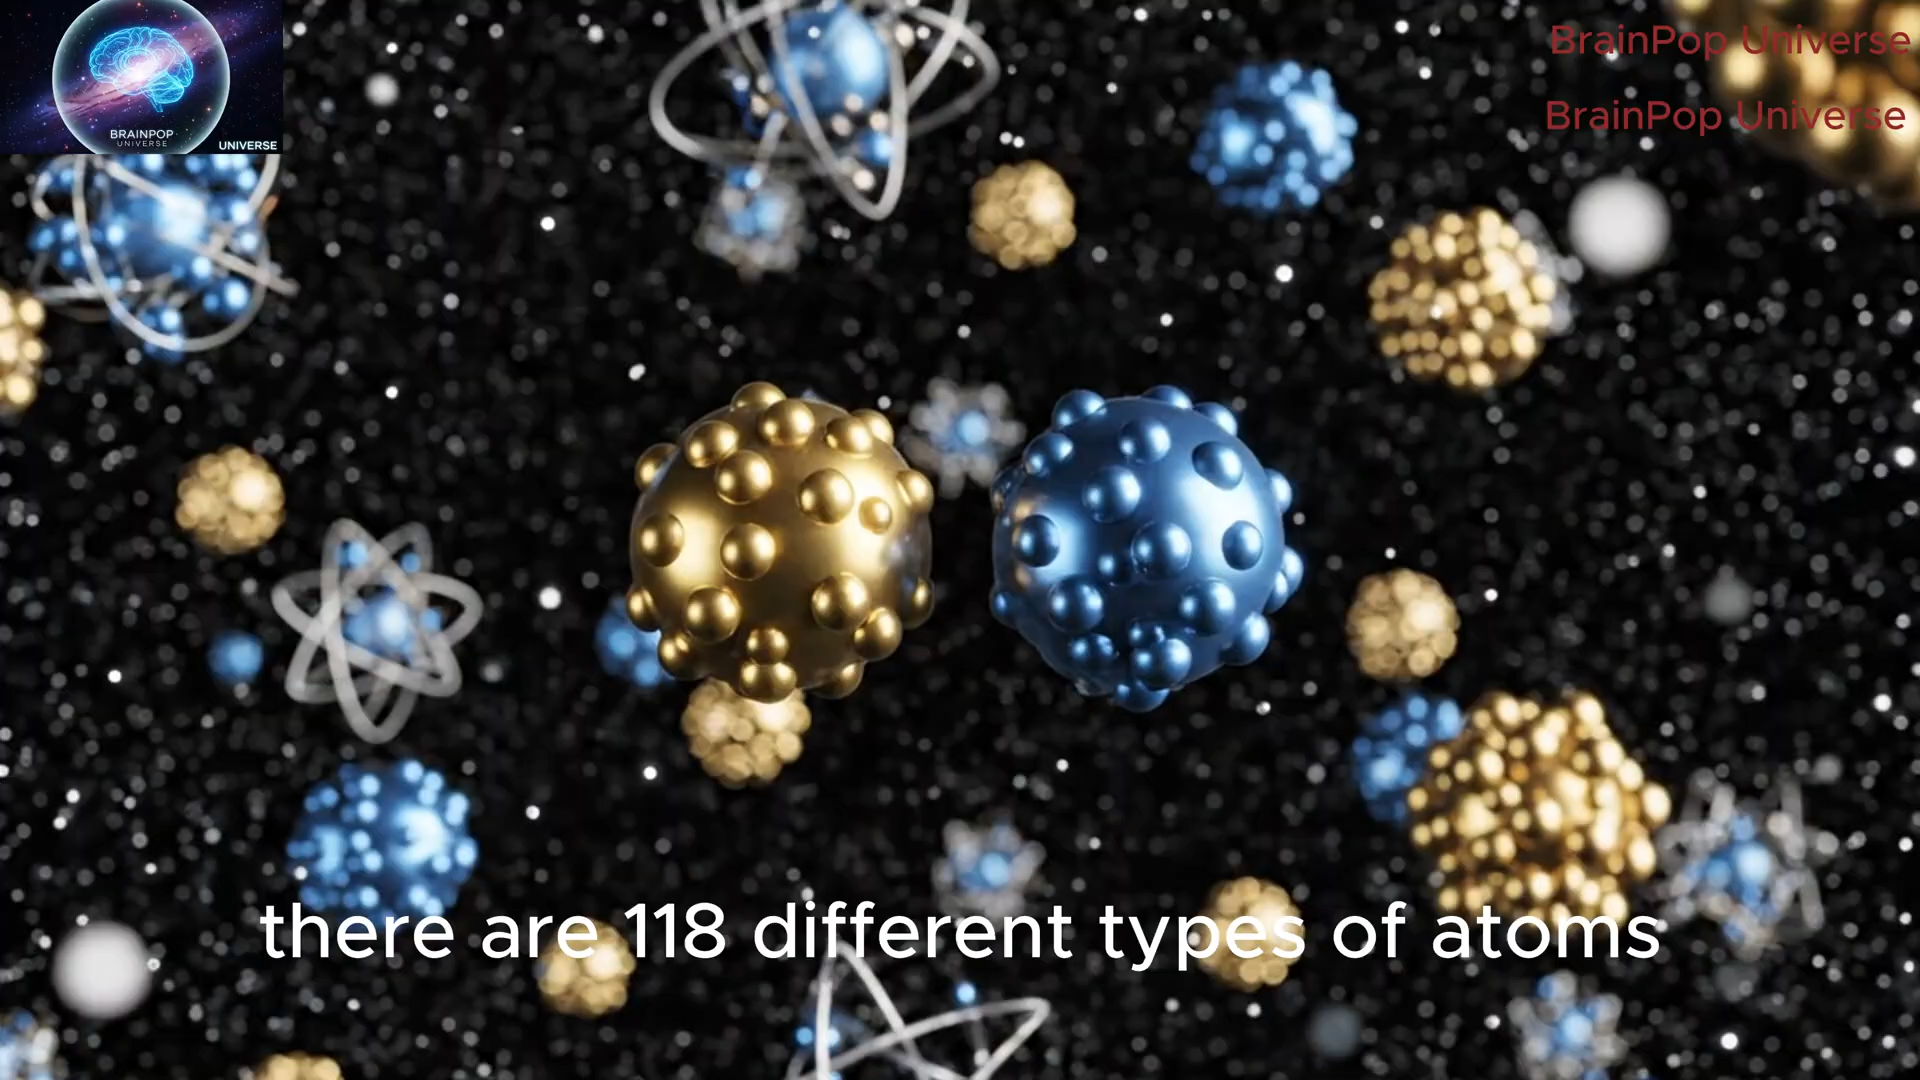 BrainPop Universe
BrainPop Universe
BRAINPOP
UNIVERSE
UNIVERSE
there are 118 different types of atoms